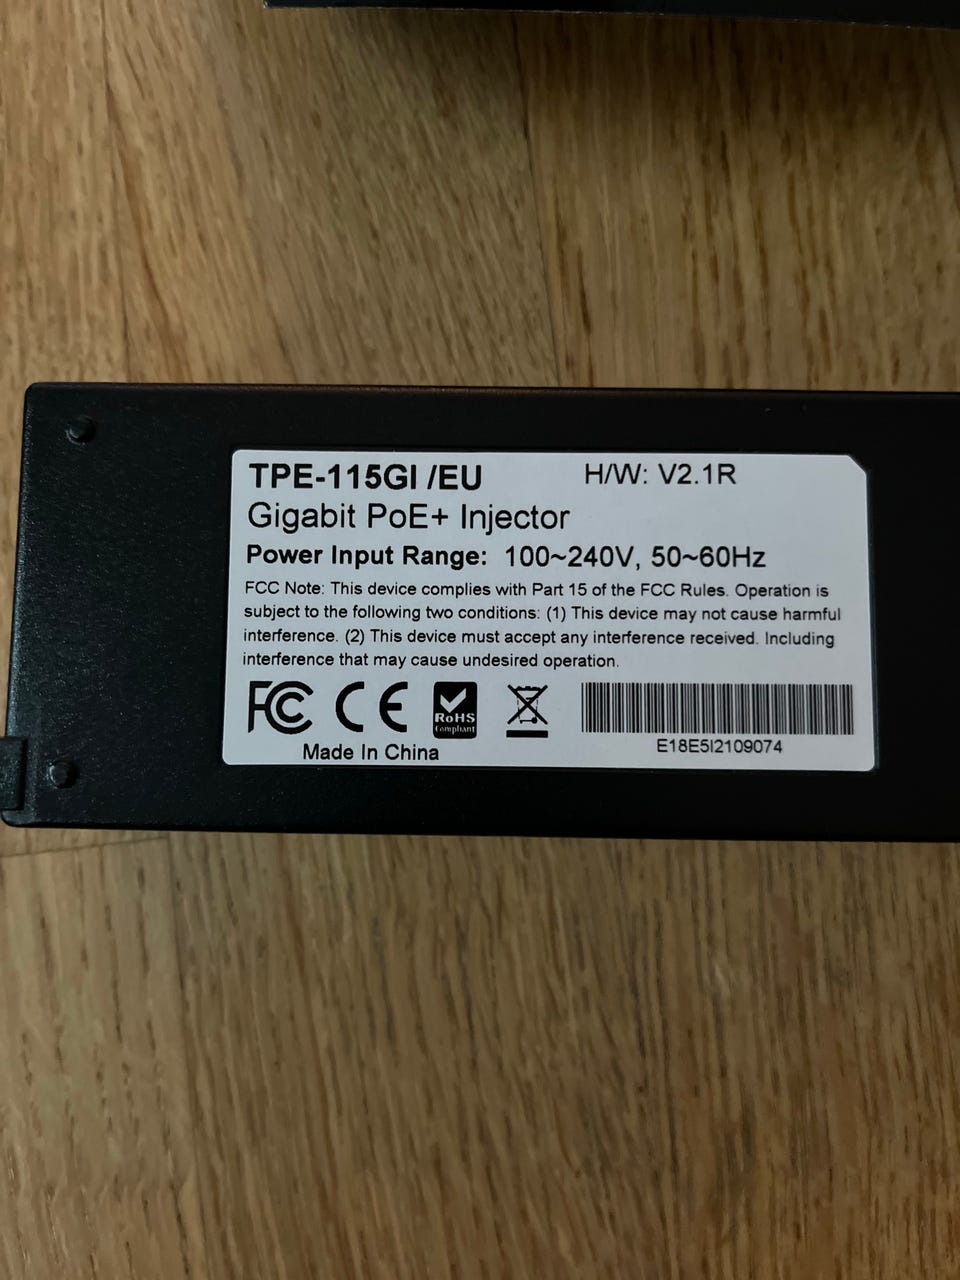 TPE-115GI /EU H/W: V2.1R
Gigabit PoE+ Injector
Power Input Range: 100~240V, 50~60Hz
FCC Note: This device complies with Part 15 of the FCC Rules. Operation is
subject to the following two conditions: (1) This device may not cause harmful
interference. (2) This device must accept any interference received. Including
interference that may cause undesired operation.
FC CE RoHS
Compliant
Made In China E18E5I2109074